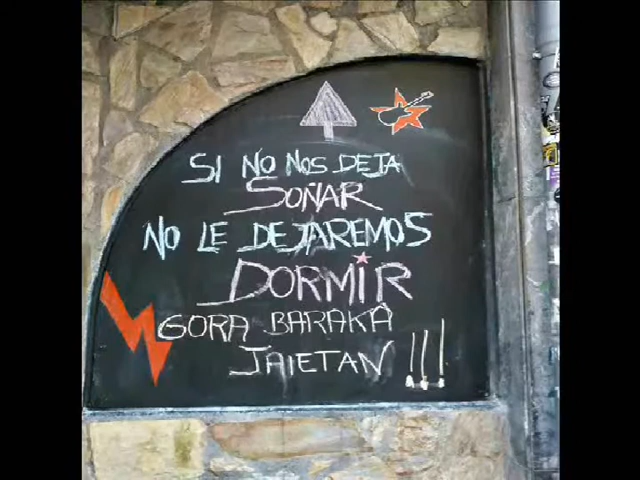 SI NO NOS DEJA
SOÑAR
NO LE DEJAREMOS
DORMIR
GORA BARAKA
JAIETAN !!!